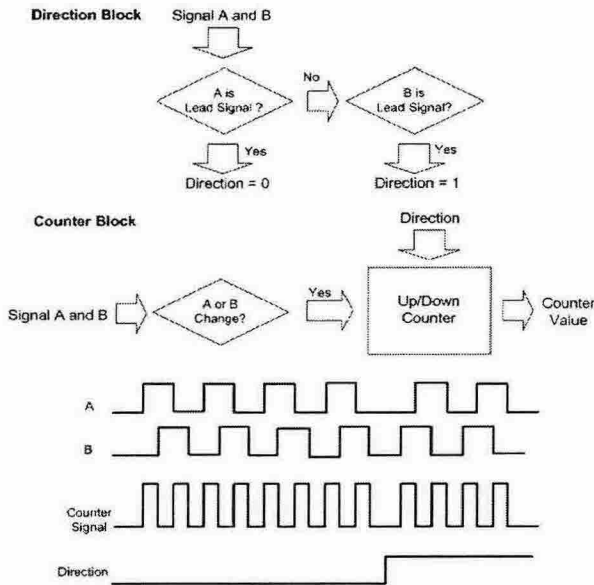 Direction Block
Signal A and B
A is
Lead Signal ?
No
B is
Lead Signal?
Yes
Yes
Direction = 0
Direction = 1
Counter Block
Direction
Signal A and B
A or B
Change?
Yes
Up/Down
Counter
Counter
Value
A
B
Counter
Signal
Direction